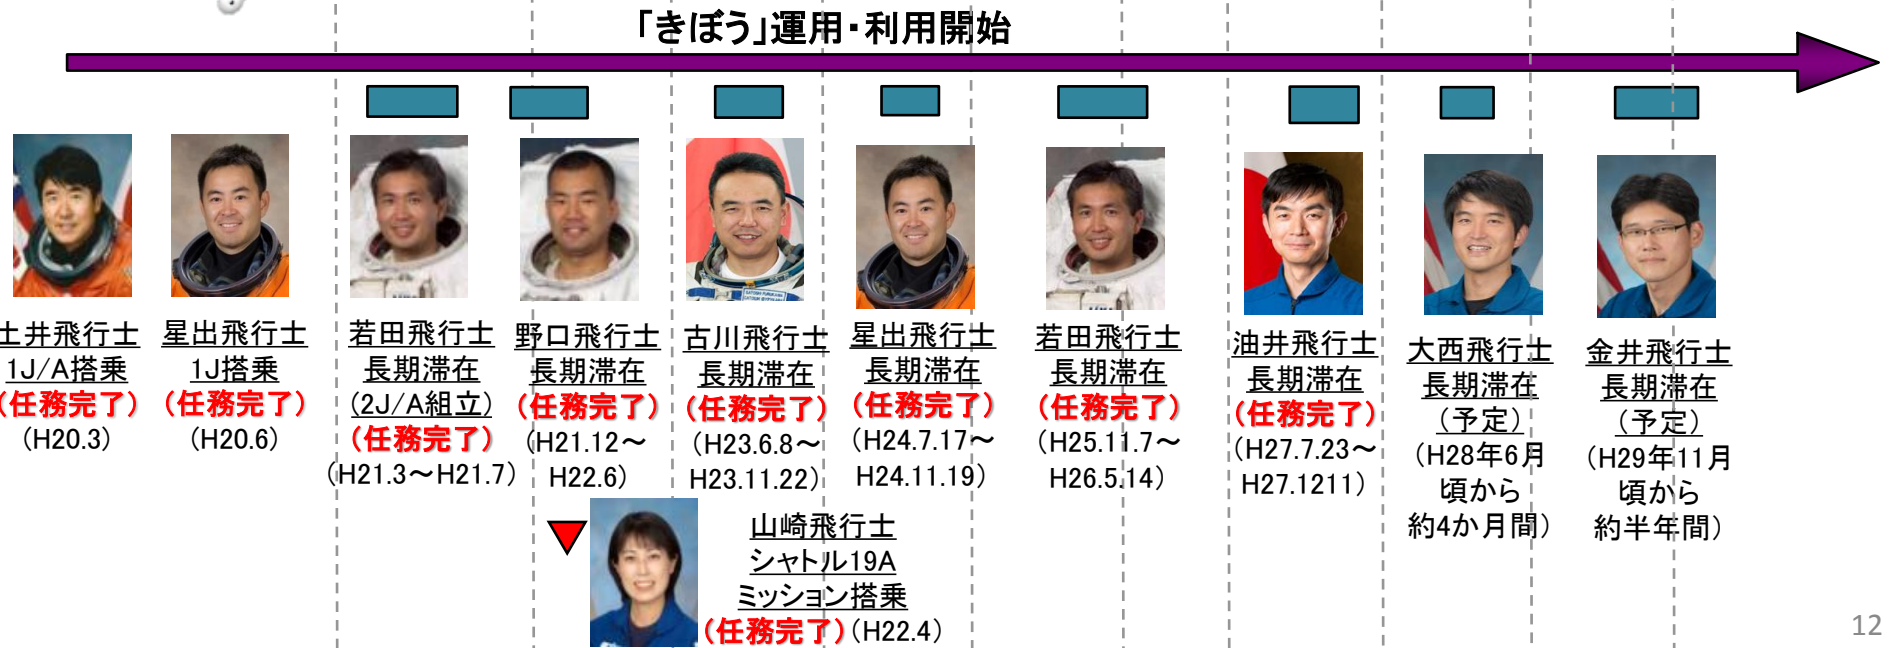 「きぼう」運用・利用開始
土井飛行士
1J/A搭乗
(任務完了)
(H20.3)
星出飛行士
1J搭乗
(任務完了)
(H20.6)
若田飛行士
長期滞在
(2J/A組立)
(任務完了)
(H21.3～H21.7)
野口飛行士
長期滞在
(任務完了)
(H21.12～
H22.6)
古川飛行士
長期滞在
(任務完了)
(H23.6.8～
H23.11.22)
星出飛行士
長期滞在
(任務完了)
(H24.7.17～
H24.11.19)
若田飛行士
長期滞在
(任務完了)
(H25.11.7～
H26.5.14)
油井飛行士
長期滞在
(任務完了)
(H27.7.23～
H27.1211)
大西飛行士
長期滞在
(予定)
(H28年6月
頃から
約4か月間)
金井飛行士
長期滞在
(予定)
(H29年11月
頃から
約半年間)
山崎飛行士
シャトル19A
ミッション搭乗
(任務完了)(H22.4)
12